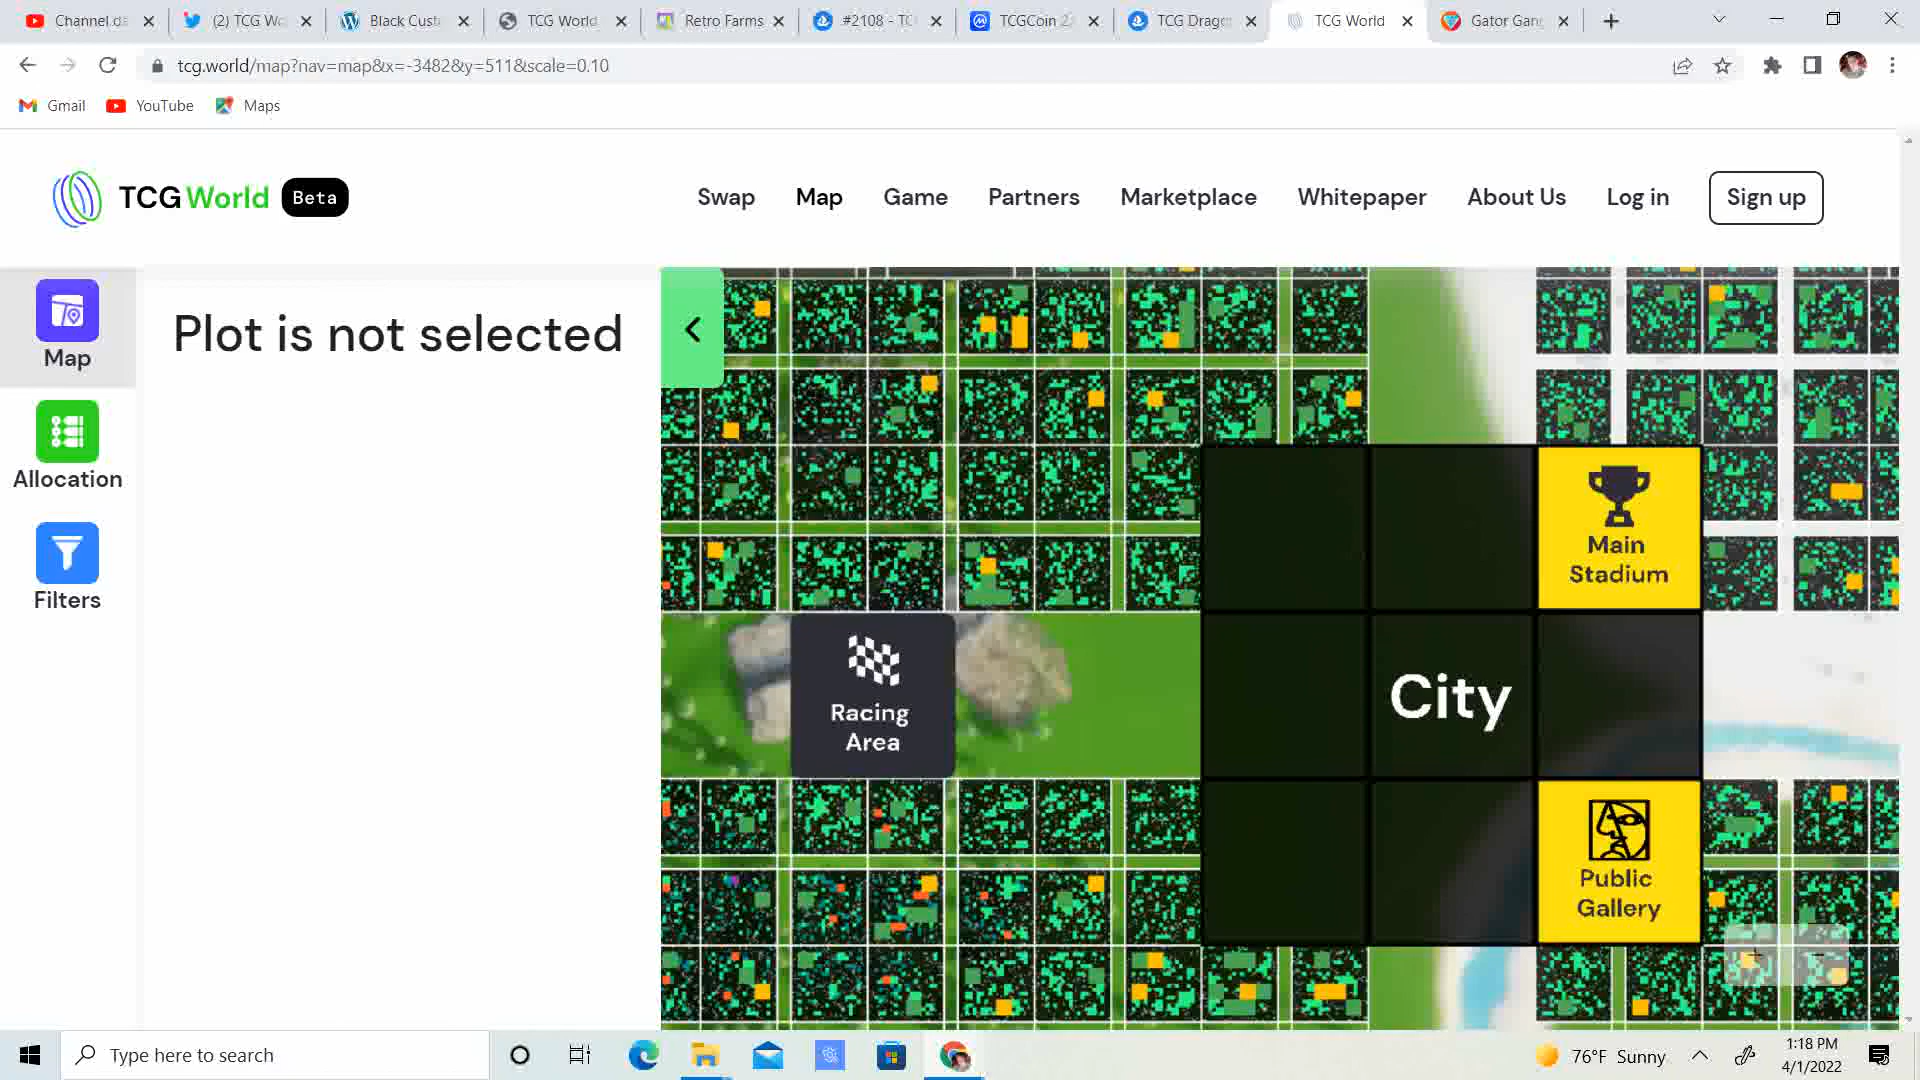 Channel da
(2) TCG Wo
Black Cust
TCG World
Retro Farms
#2108 - TC
TCGCoin 2.
TCG Drago
TCG World
Gator Gang
tcg.world/map?nav=map&x=-3482&y=511&scale=0.10
Gmail
YouTube
Maps
TCG World Beta
Swap
Map
Game
Partners
Marketplace
Whitepaper
About Us
Log in
Sign up
Map
Allocation
Filters
Plot is not selected
Main
Stadium
Racing
Area
City
Public
Gallery
Type here to search
76°F Sunny
1:18 PM
4/1/2022